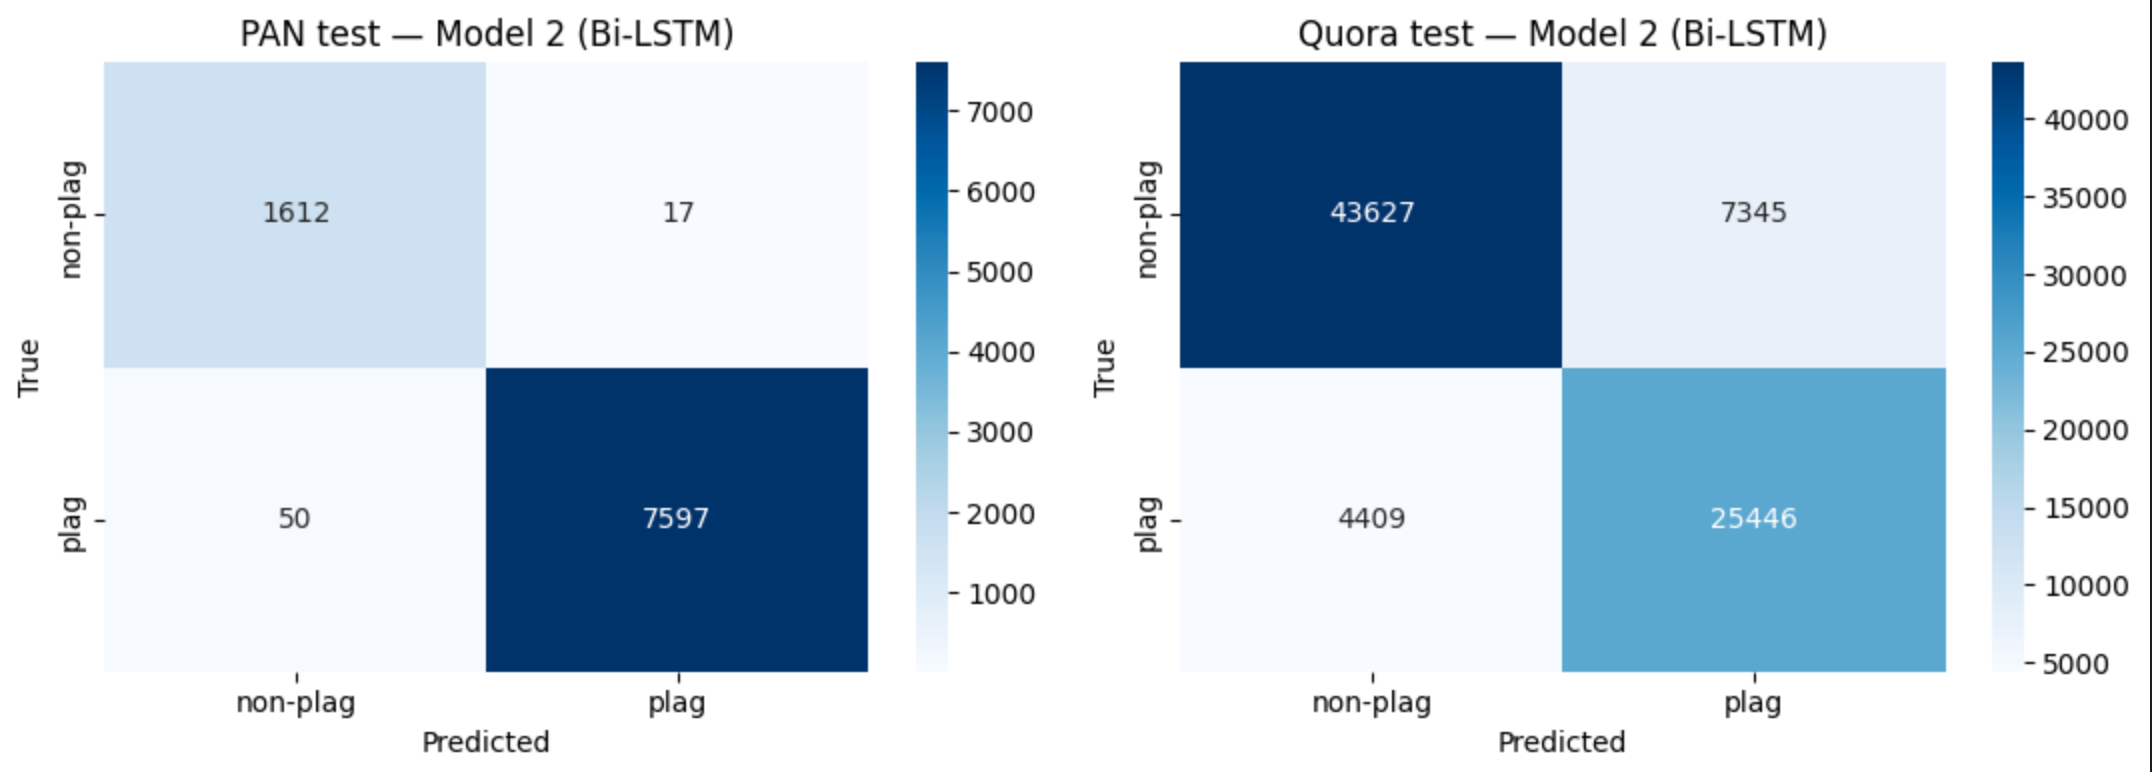 PAN test — Model 2 (Bi-LSTM)
True
non-plag
plag
1612
17
50
7597
non-plag
plag
Predicted
7000
6000
5000
4000
3000
2000
1000
Quora test — Model 2 (Bi-LSTM)
True
non-plag
plag
43627
7345
4409
25446
non-plag
plag
Predicted
40000
35000
30000
25000
20000
15000
10000
5000